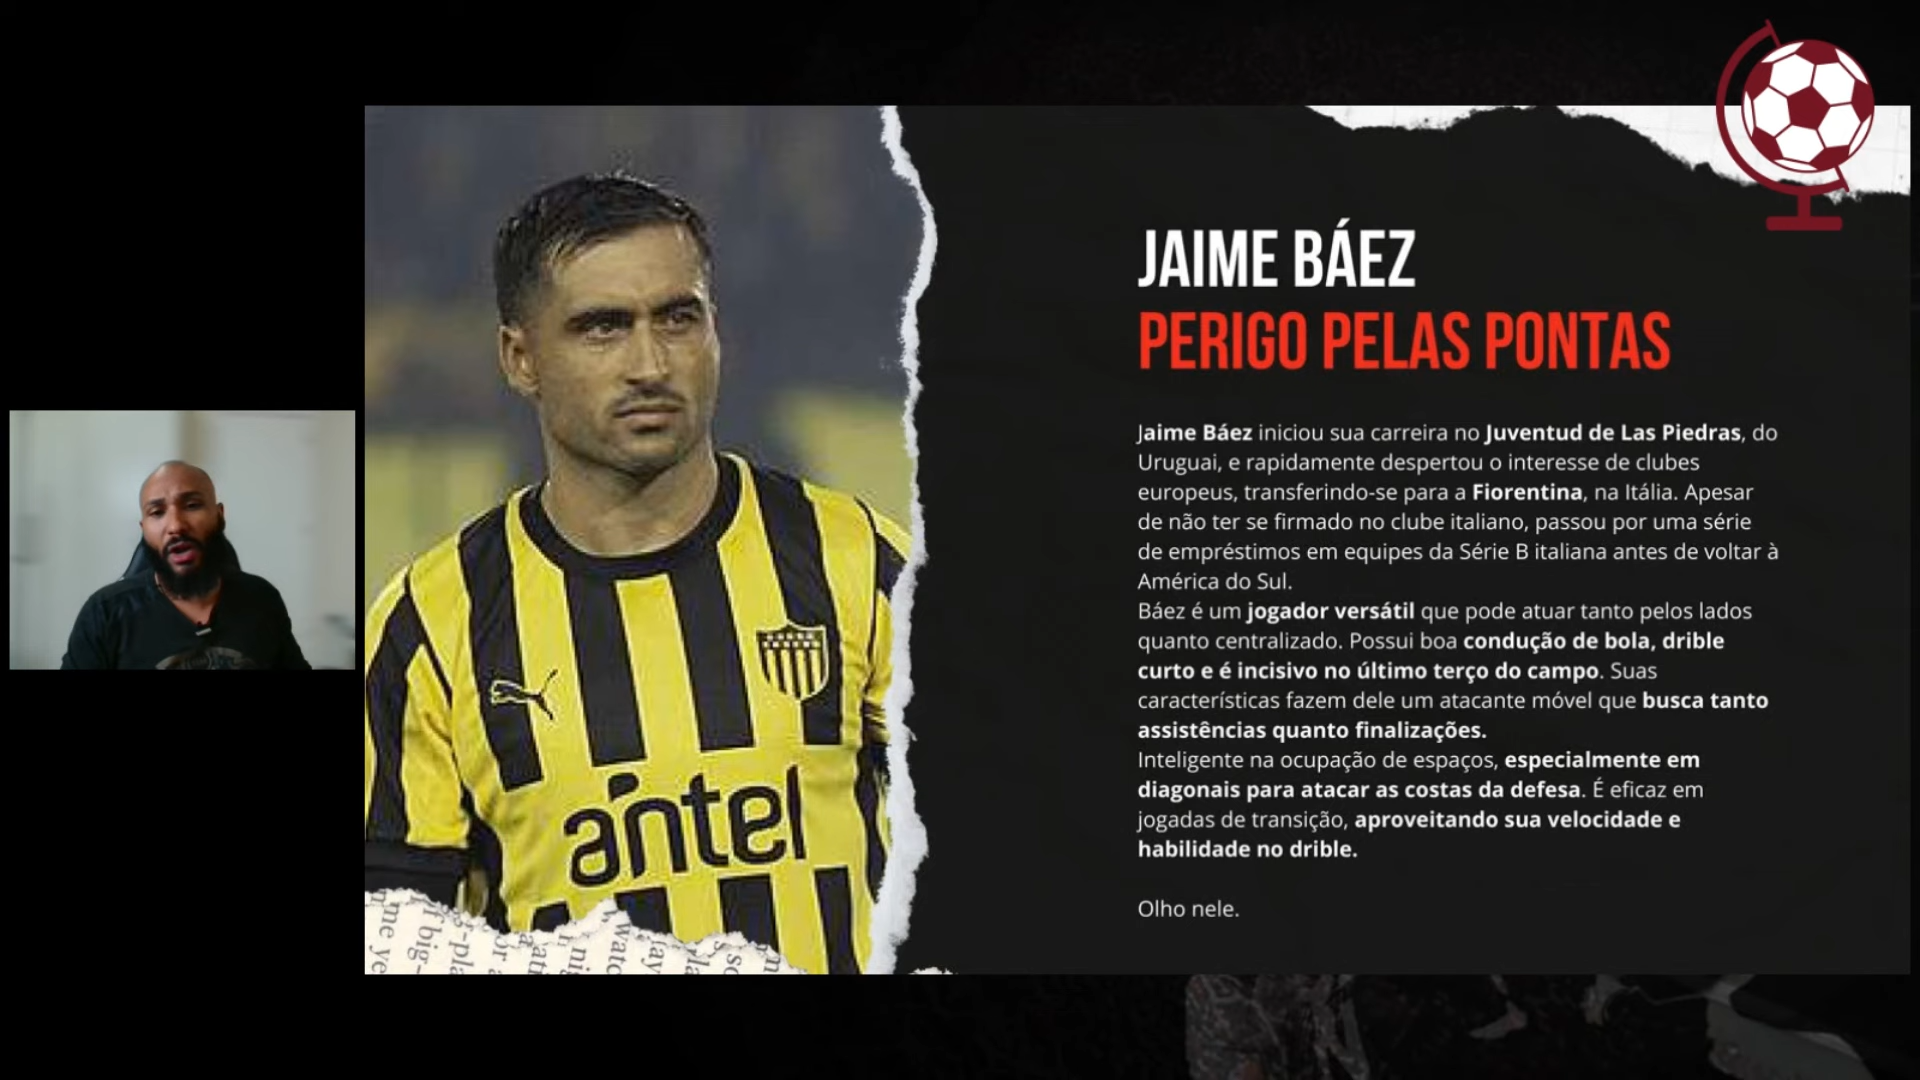 JAIME BÁEZ
PERIGO PELAS PONTAS
Jaime Báez iniciou sua carreira no Juventud de Las Piedras, do
Uruguai, e rapidamente despertou o interesse de clubes
europeus, transferindo-se para a Fiorentina, na Itália. Apesar
de não ter se firmado no clube italiano, passou por uma série
de empréstimos em equipes da Série B italiana antes de voltar à
América do Sul.
Báez é um jogador versátil que pode atuar tanto pelos lados
quanto centralizado. Possui boa condução de bola, drible
curto e é incisivo no último terço do campo. Suas
características fazem dele um atacante móvel que busca tanto
assistências quanto finalizações.
Inteligente na ocupação de espaços, especialmente em
diagonais para atacar as costas da defesa. É eficaz em
jogadas de transição, aproveitando sua velocidade e
habilidade no drible.
Olho nele.
antel